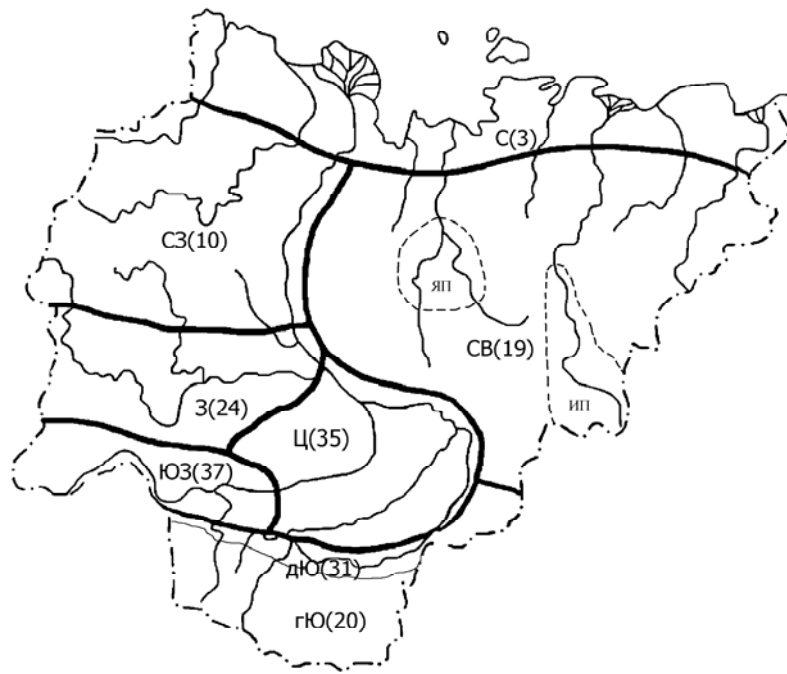 С(3)
СЗ(10)
ЯП
СВ(19)
З(24)
ИП
Ц(35)
ЮЗ(37)
дЮ(31)
гЮ(20)